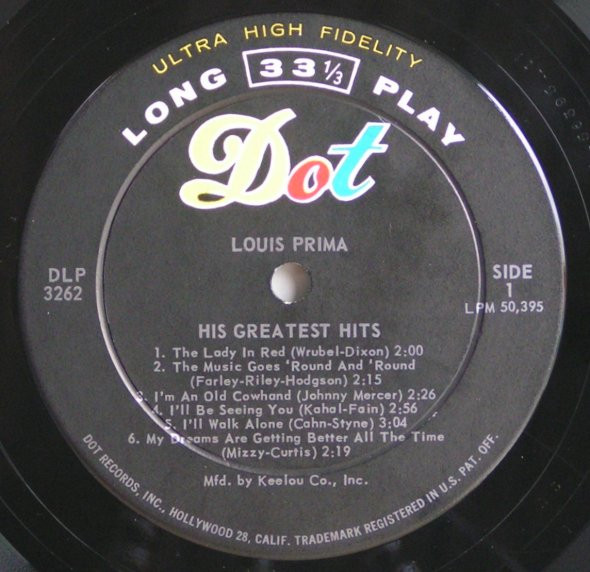 ULTRA HIGH FIDELITY
LONG 33 1/3 PLAY
Dot
LOUIS PRIMA
DLP
3262
SIDE
1
LPM 50,395
HIS GREATEST HITS
1. The Lady In Red (Wrubel-Dixon) 2:00
2. The Music Goes 'Round And 'Round
(Farley-Riley-Hodgson) 2:15
3. I'm An Old Cowhand (Johnny Mercer) 2:26
4. I'll Be Seeing You (Kahal-Fain) 2:56
5. I'll Walk Alone (Cahn-Styne) 3:04
6. My Dreams Are Getting Better All The Time
(Mizzy-Curtis) 2:19
Mfd. by Keelou Co., Inc.
DOT RECORDS, INC., HOLLYWOOD 28, CALIF. TRADEMARK REGISTERED IN U.S. PAT. OFF.